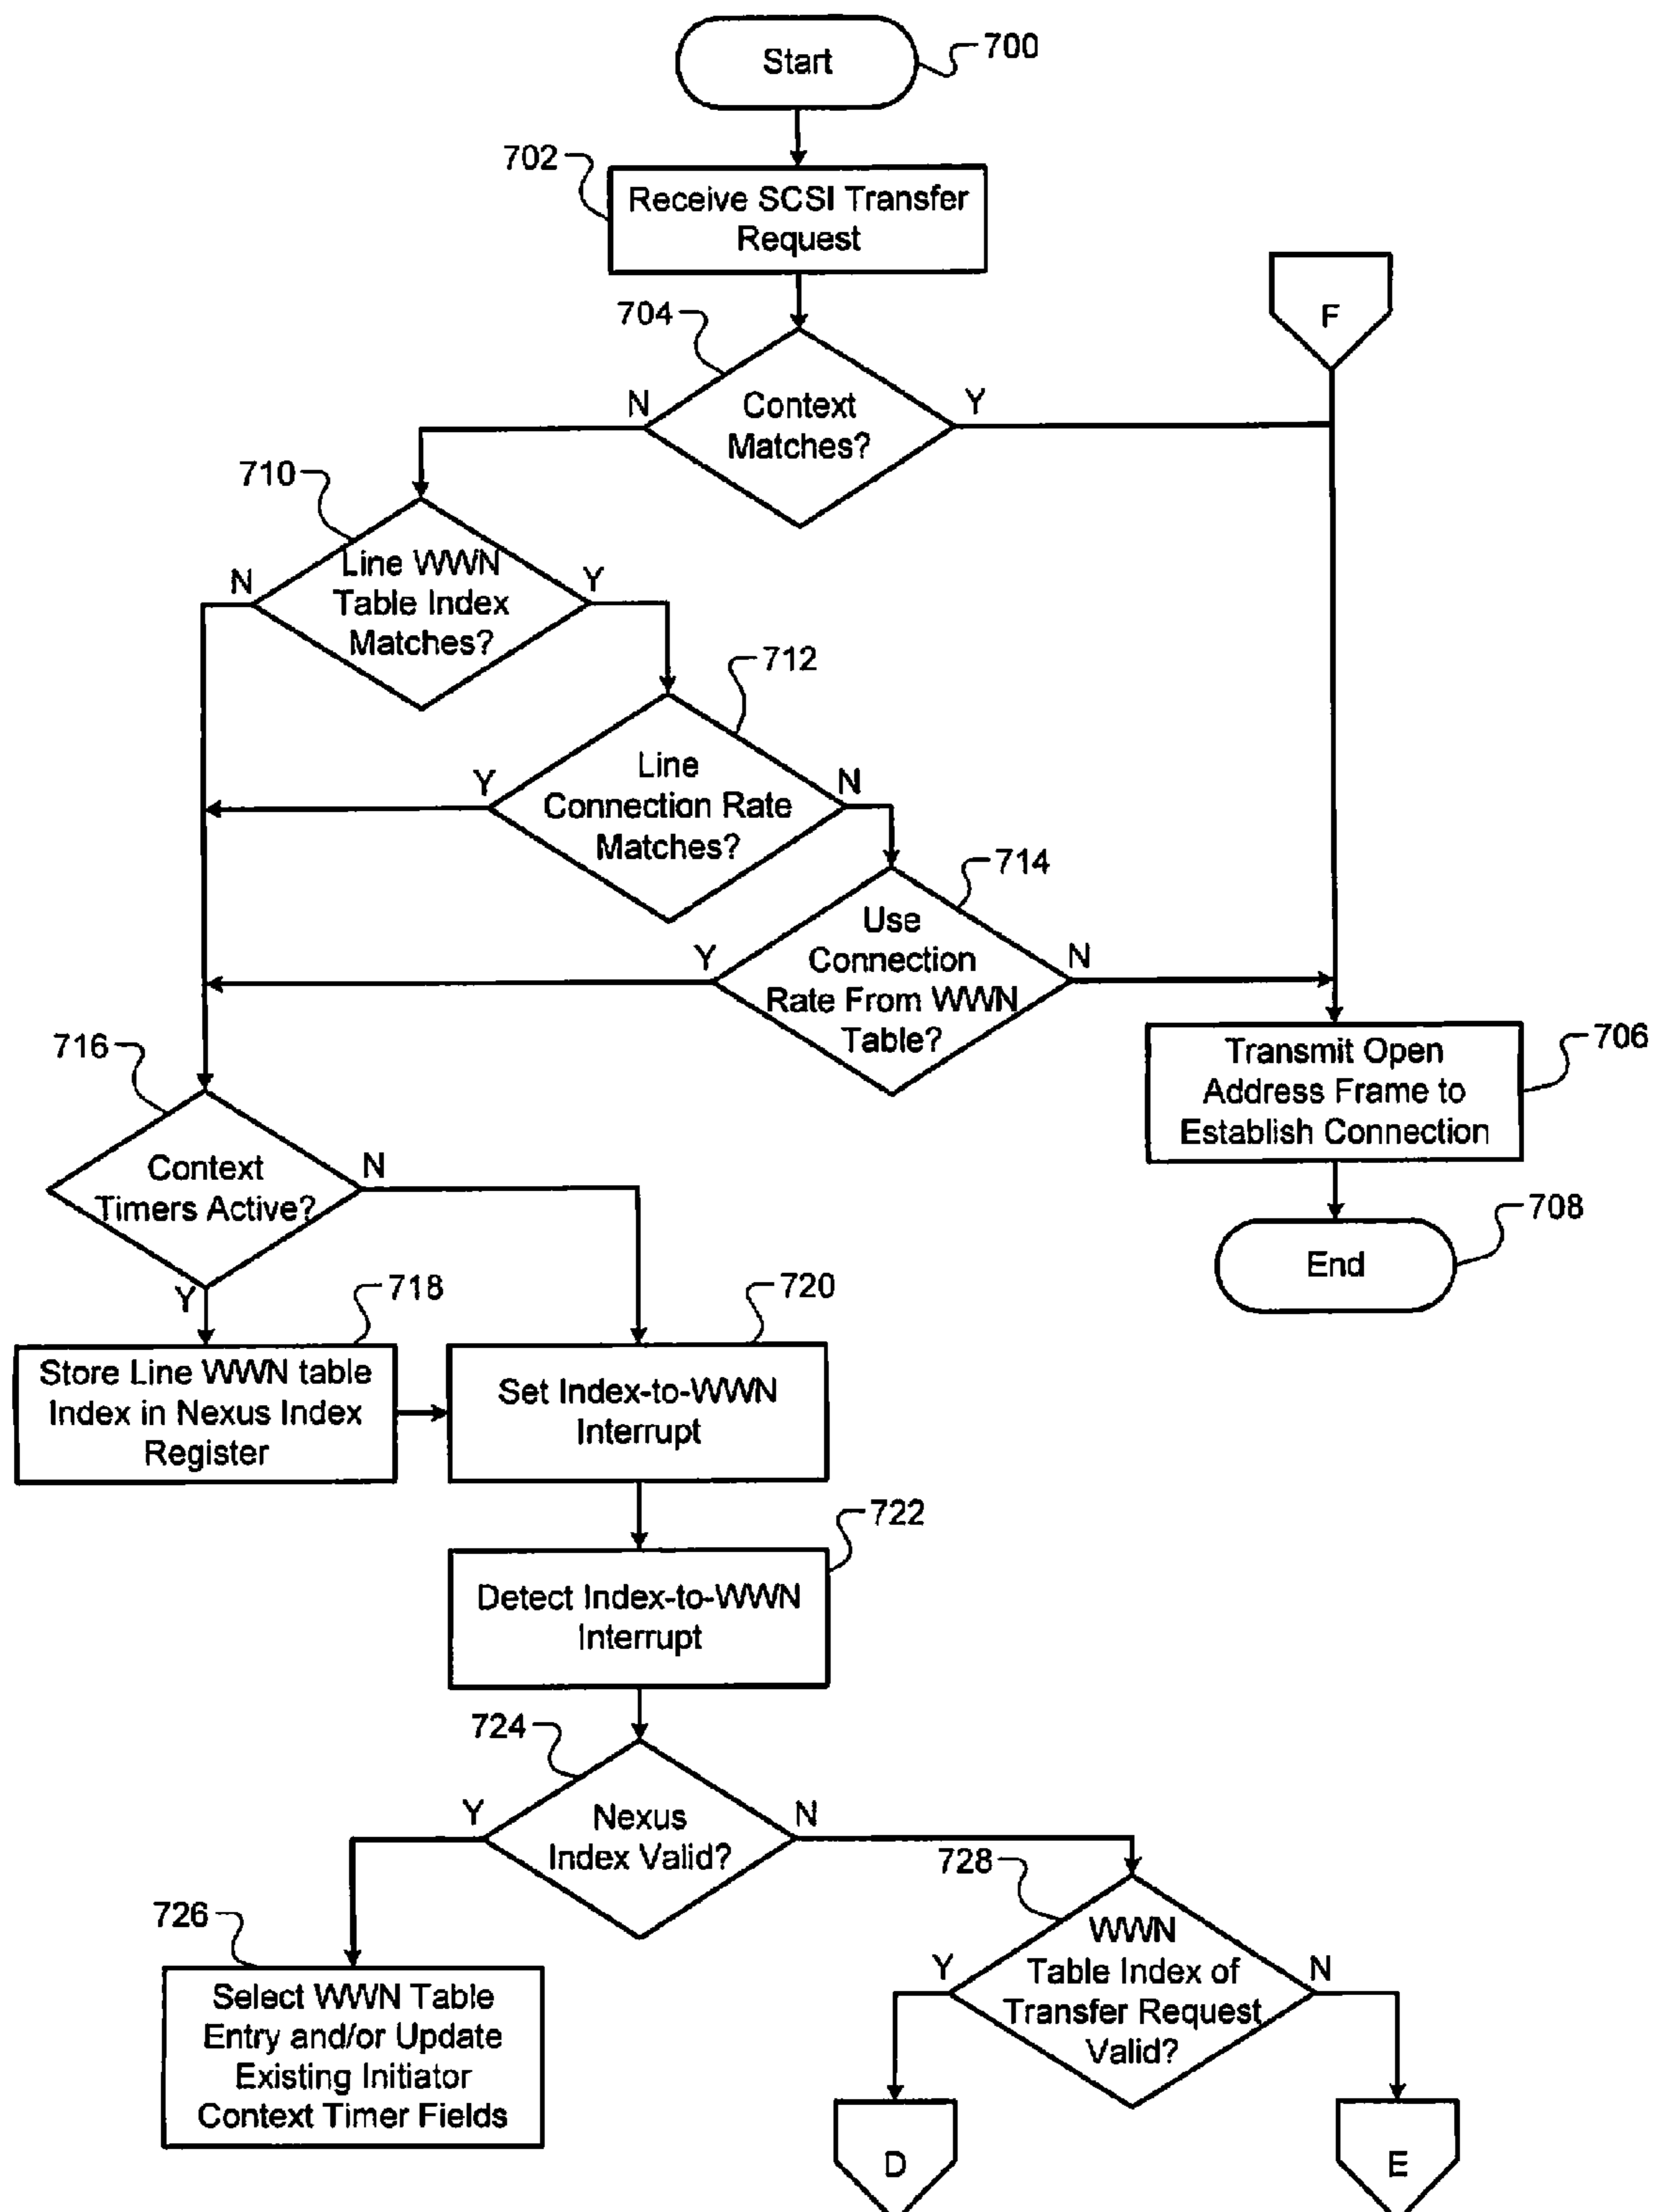 Start
700
702
Receive SCSI Transfer
Request
704
F
N
Context
Matches?
Y
710
N
Line WWN
Table Index
Matches?
Y
712
Y
Line
Connection Rate
Matches?
N
714
Y
Use
Connection
Rate From WWN
Table?
N
716
Context
Timers Active?
N
Y
706
Transmit Open
Address Frame to
Establish Connection
708
End
718
Store Line WWN table
Index in Nexus Index
Register
720
Set Index-to-WWN
Interrupt
722
Detect Index-to-WWN
Interrupt
724
Y
Nexus
Index Valid?
N
726
Select WWN Table
Entry and/or Update
Existing Initiator
Context Timer Fields
728
Y
WWN
Table Index of
Transfer Request
Valid?
N
D
E